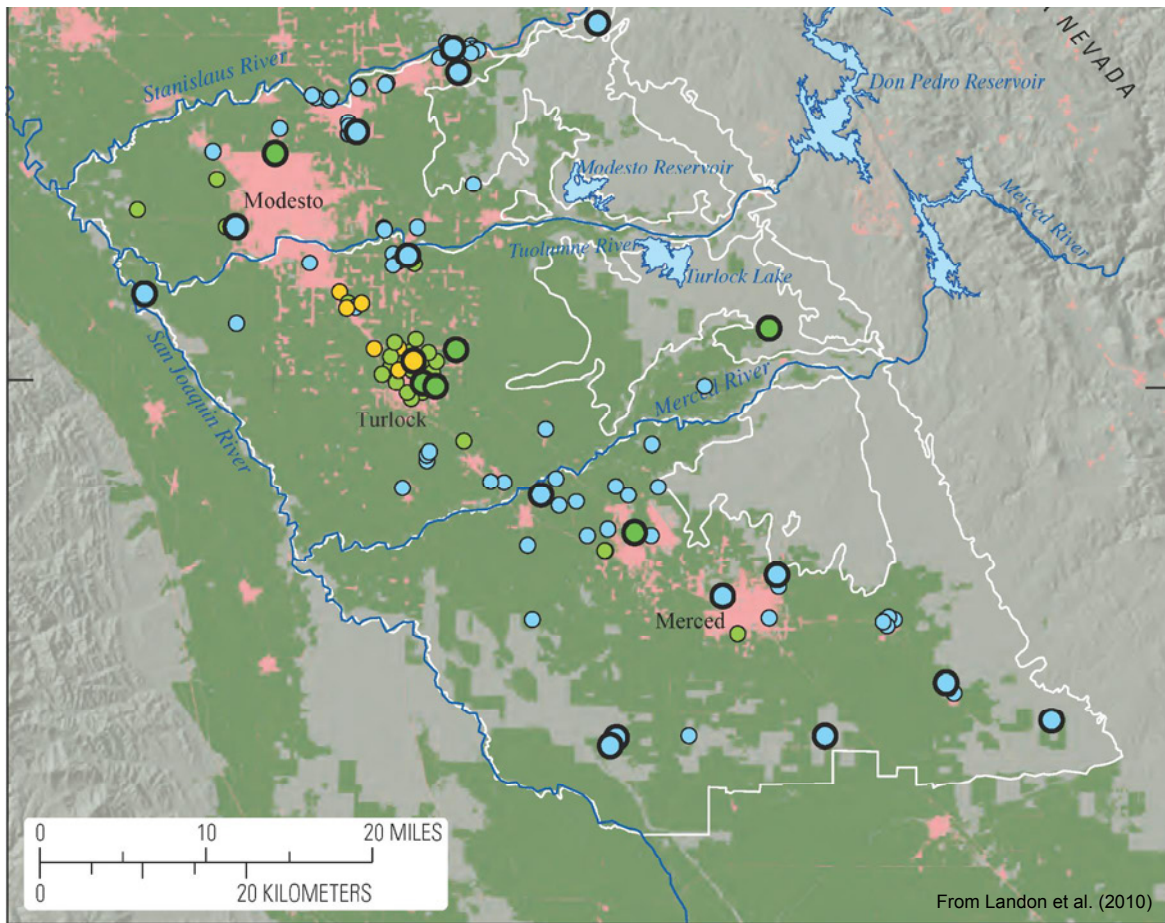 NEVADA
Stanislaus River
Don Pedro Reservoir
Modesto Reservoir
Modesto
Merced River
Tuolumne River
Turlock Lake
San Joaquin River
Merced River
Turlock
Merced
0 10 20 MILES
0 20 KILOMETERS
From Landon et al. (2010)